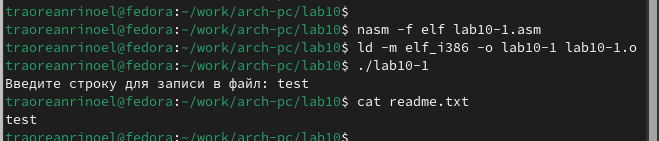 traoreanrinoel@fedora:~/work/arch-pc/lab10$
traoreanrinoel@fedora:~/work/arch-pc/lab10$ nasm -f elf lab10-1.asm
traoreanrinoel@fedora:~/work/arch-pc/lab10$ ld -m elf_i386 -o lab10-1 lab10-1.o
traoreanrinoel@fedora:~/work/arch-pc/lab10$ ./lab10-1
Введите строку для записи в файл: test
traoreanrinoel@fedora:~/work/arch-pc/lab10$ cat readme.txt
test
traoreanrinoel@fedora:~/work/arch-pc/lab10$